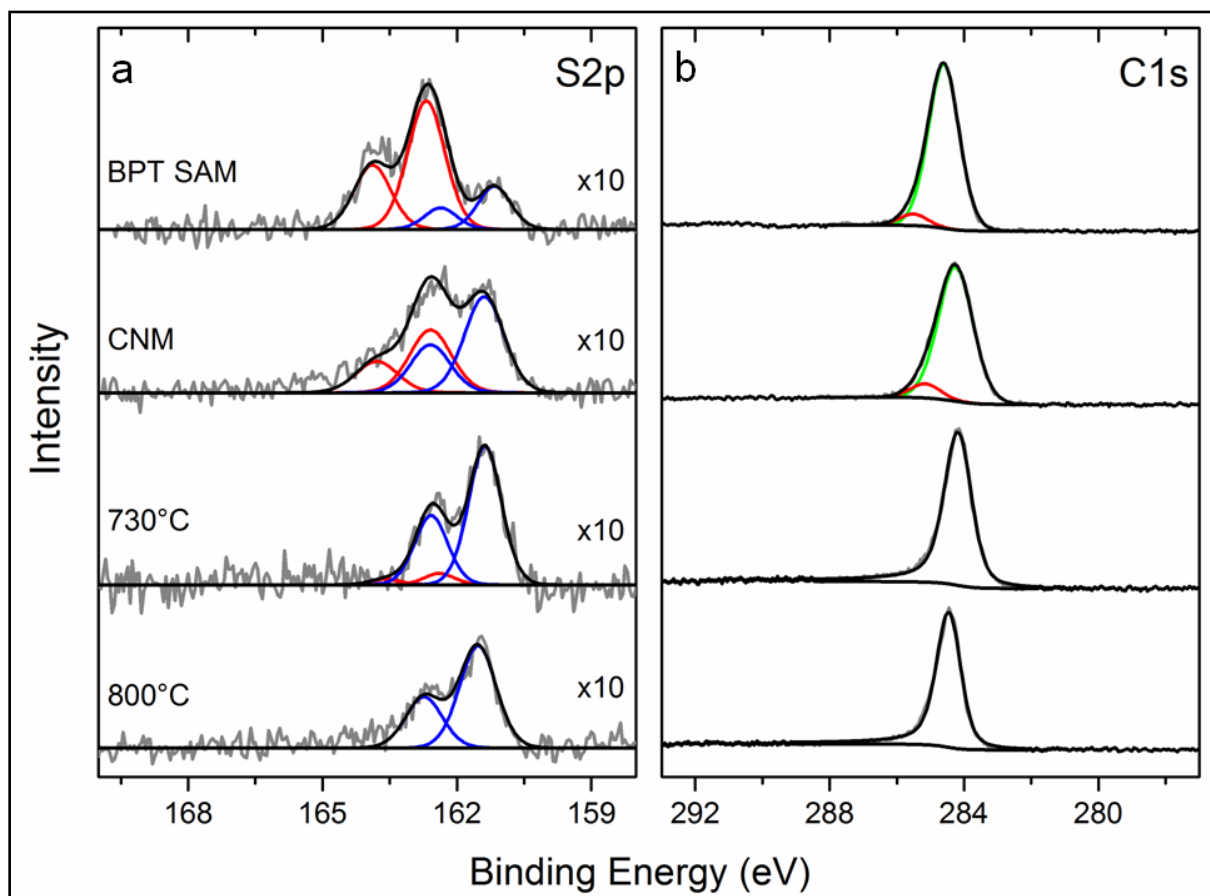 a
S2p
BPT SAM
x10
CNM
x10
730°C
x10
800°C
x10
b
C1s
Intensity
168
165
162
159
292
288
284
280
Binding Energy (eV)